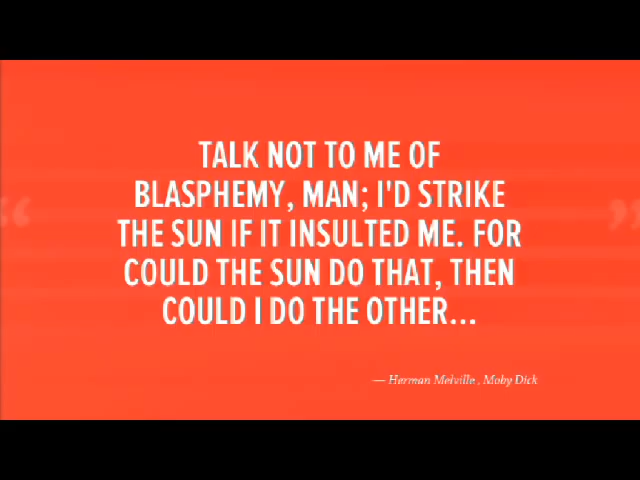 TALK NOT TO ME OF
BLASPHEMY, MAN; I'D STRIKE
THE SUN IF IT INSULTED ME. FOR
COULD THE SUN DO THAT, THEN
COULD I DO THE OTHER...
— Herman Melville , Moby Dick